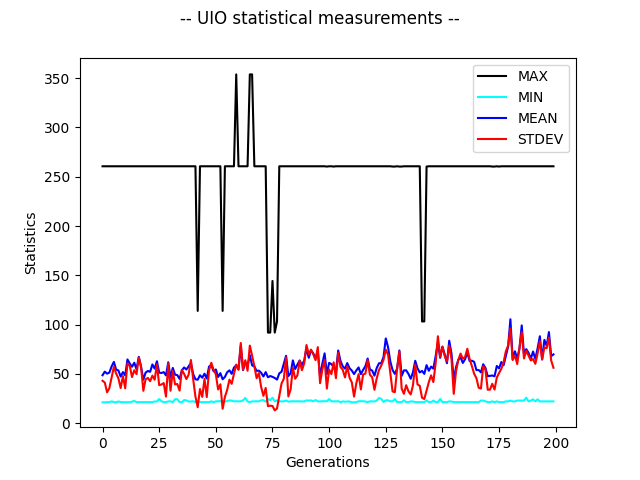 -- UIO statistical measurements --
MAX
MIN
MEAN
STDEV
350
300
250
200
150
100
50
0
Statistics
0 25 50 75 100 125 150 175 200
Generations